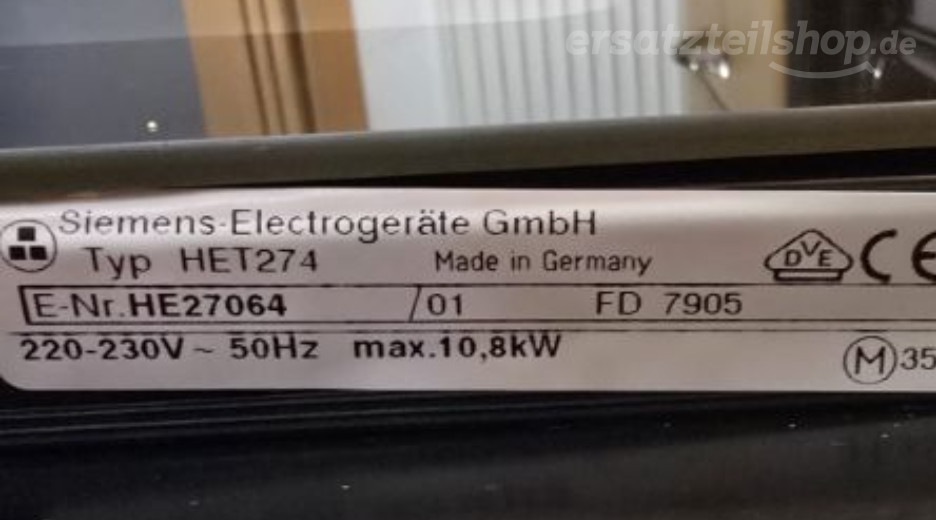 ersatzteilshop.de
Siemens-Electrogeräte GmbH
Typ HET274 Made in Germany DVE CE
E-Nr.HE27064 /01 FD 7905
220-230V ~ 50Hz max.10,8kW M 35